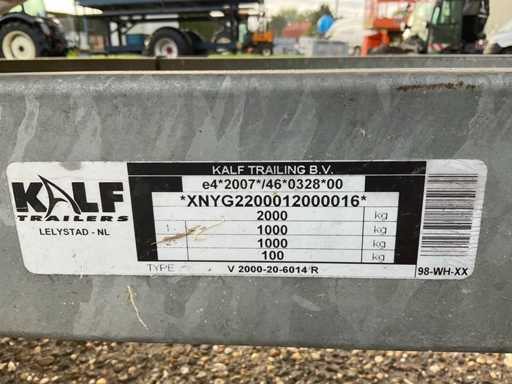 KALF
TRAILERS
LELYSTAD - NL
KALF TRAILING B.V.
e4*2007*/46*0328*00
*XNYG2200012000016*
2000 kg
1 1000 kg
1000 kg
100 kg
TYPE V 2000-20-6014 R
98-WH-XX